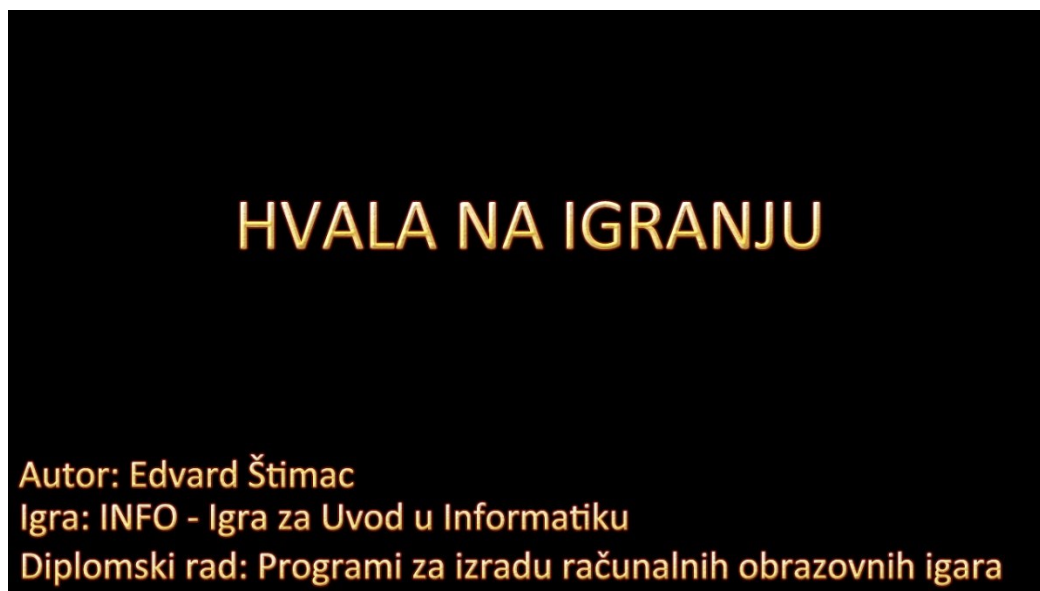 HVALA NA IGRANJU
Autor: Edvard Štimac
Igra: INFO - Igra za Uvod u Informatiku
Diplomski rad: Programi za izradu računalnih obrazovnih igara